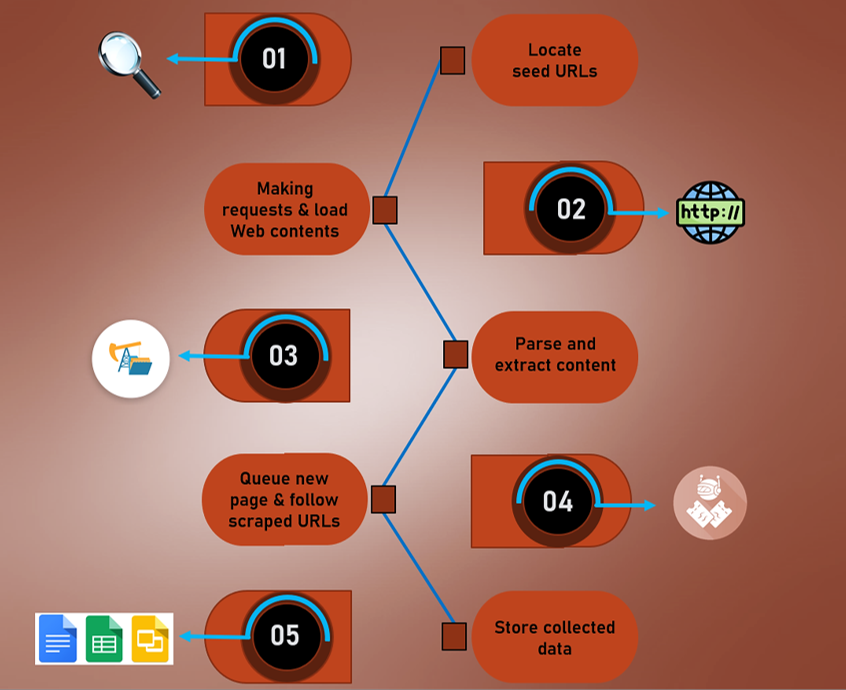 01
Locate
seed URLs
Making
requests & load
Web contents
02
http://
03
Parse and
extract content
Queue new
page & follow
scraped URLs
04
05
Store collected
data